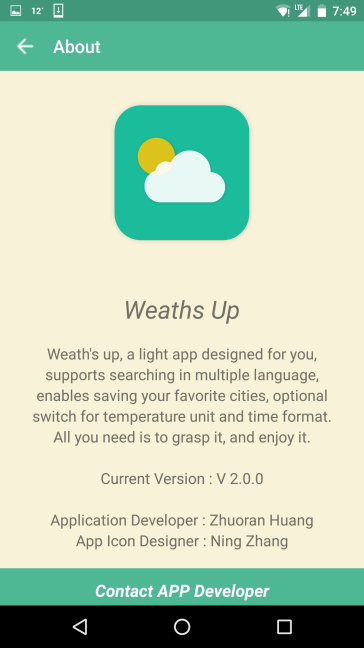 12°
LTE
7:49
About
Weaths Up
Weath's up, a light app designed for you,
supports searching in multiple language,
enables saving your favorite cities, optional
switch for temperature unit and time format.
All you need is to grasp it, and enjoy it.
Current Version : V 2.0.0
Application Developer : Zhuoran Huang
App Icon Designer : Ning Zhang
Contact APP Developer